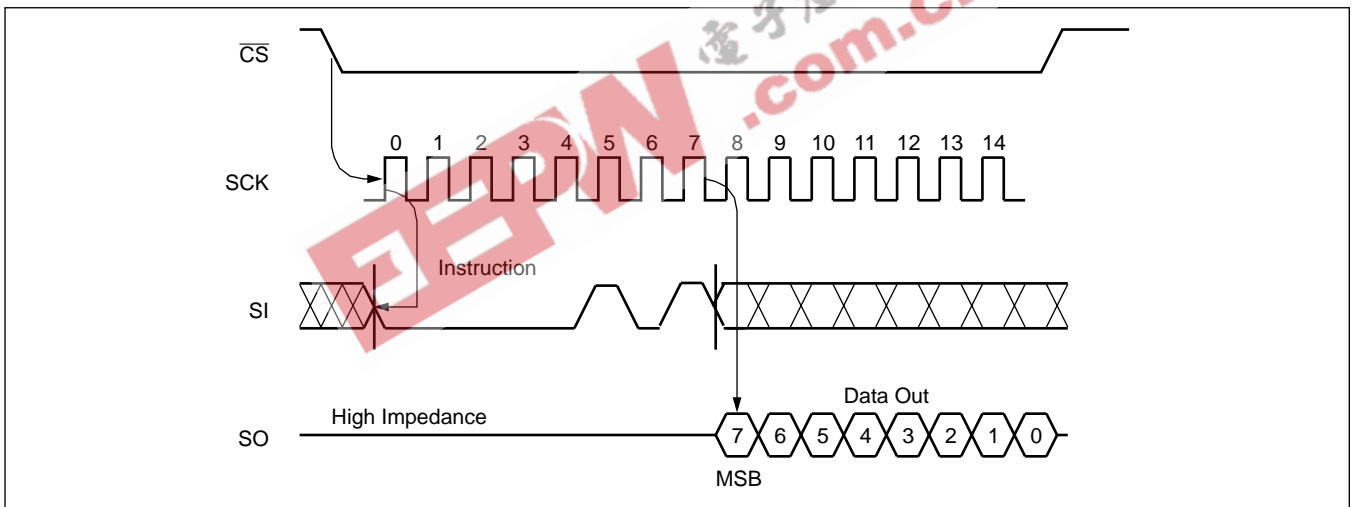 CS
0 1 2 3 4 5 6 7 8 9 10 11 12 13 14
SCK
Instruction
SI
Data Out
High Impedance
SO
7 6 5 4 3 2 1 0
MSB
EEPW
.com.c